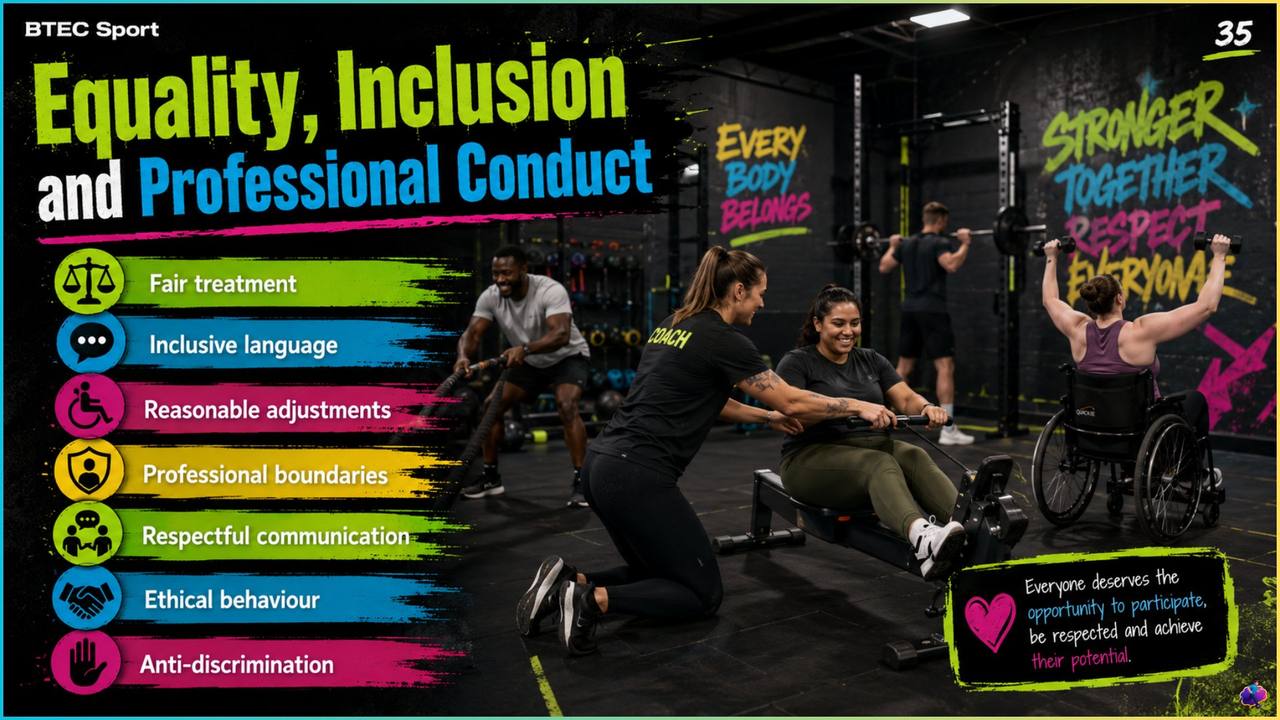 BTEC Sport
35
Equality, Inclusion
and Professional Conduct
Fair treatment
Inclusive language
Reasonable adjustments
Professional boundaries
Respectful communication
Ethical behaviour
Anti-discrimination
EVERY
BODY
BELONGS
STRONGER
TOGETHER
RESPECT
COACH
Everyone deserves the
opportunity to participate,
be respected and achieve
their potential.